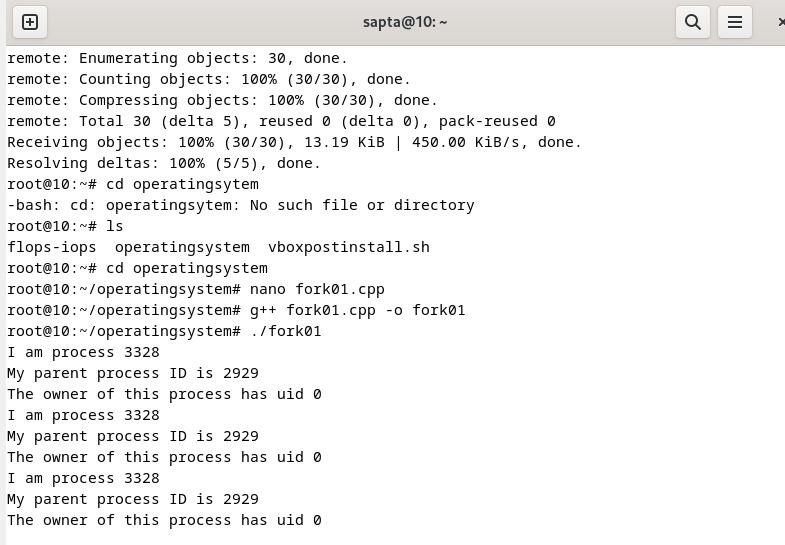 sapta@10: ~
remote: Enumerating objects: 30, done.
remote: Counting objects: 100% (30/30), done.
remote: Compressing objects: 100% (30/30), done.
remote: Total 30 (delta 5), reused 0 (delta 0), pack-reused 0
Receiving objects: 100% (30/30), 13.19 KiB | 450.00 KiB/s, done.
Resolving deltas: 100% (5/5), done.
root@10:~# cd operatingsytem
-bash: cd: operatingsytem: No such file or directory
root@10:~# ls
flops-iops  operatingsystem  vboxpostinstall.sh
root@10:~# cd operatingsystem
root@10:~/operatingsystem# nano fork01.cpp
root@10:~/operatingsystem# g++ fork01.cpp -o fork01
root@10:~/operatingsystem# ./fork01
I am process 3328
My parent process ID is 2929
The owner of this process has uid 0
I am process 3328
My parent process ID is 2929
The owner of this process has uid 0
I am process 3328
My parent process ID is 2929
The owner of this process has uid 0